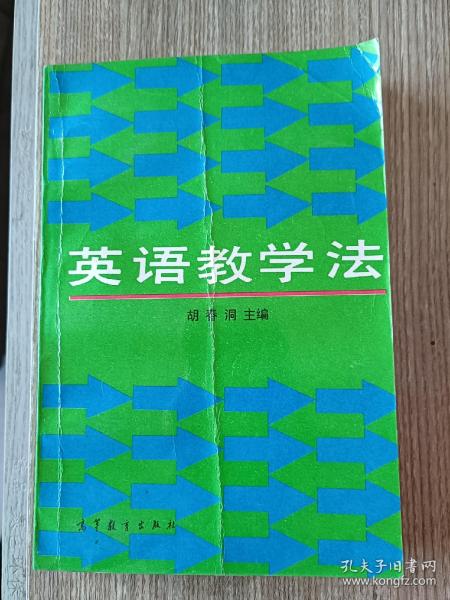 英语教学法
胡春洞 主编
高等教育出版社
孔夫子旧书网
www.kongfz.com